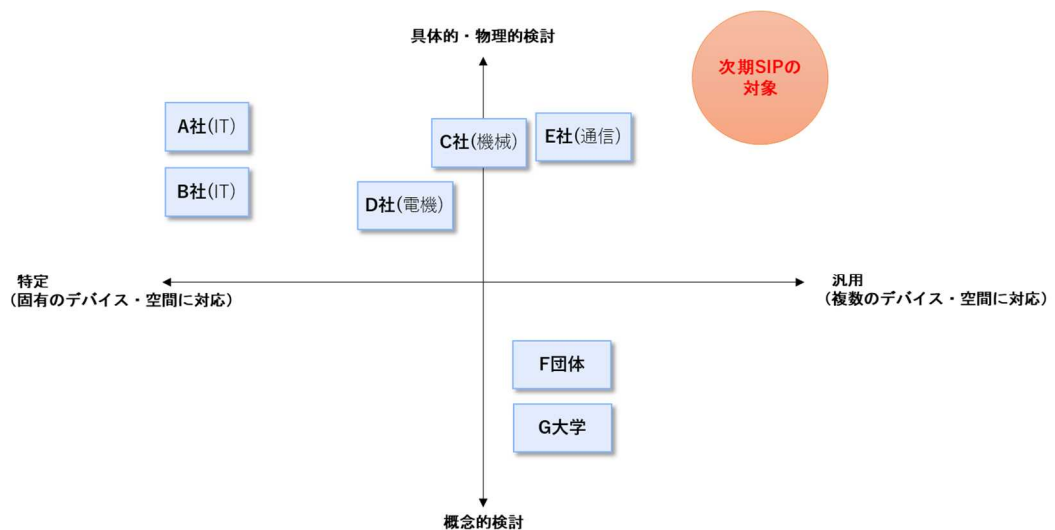 具体的・物理的検討
次期SIPの
対象
A社(IT)
C社(機械)
E社(通信)
B社(IT)
D社(電機)
特定
(固有のデバイス・空間に対応)
汎用
(複数のデバイス・空間に対応)
F団体
G大学
概念的検討